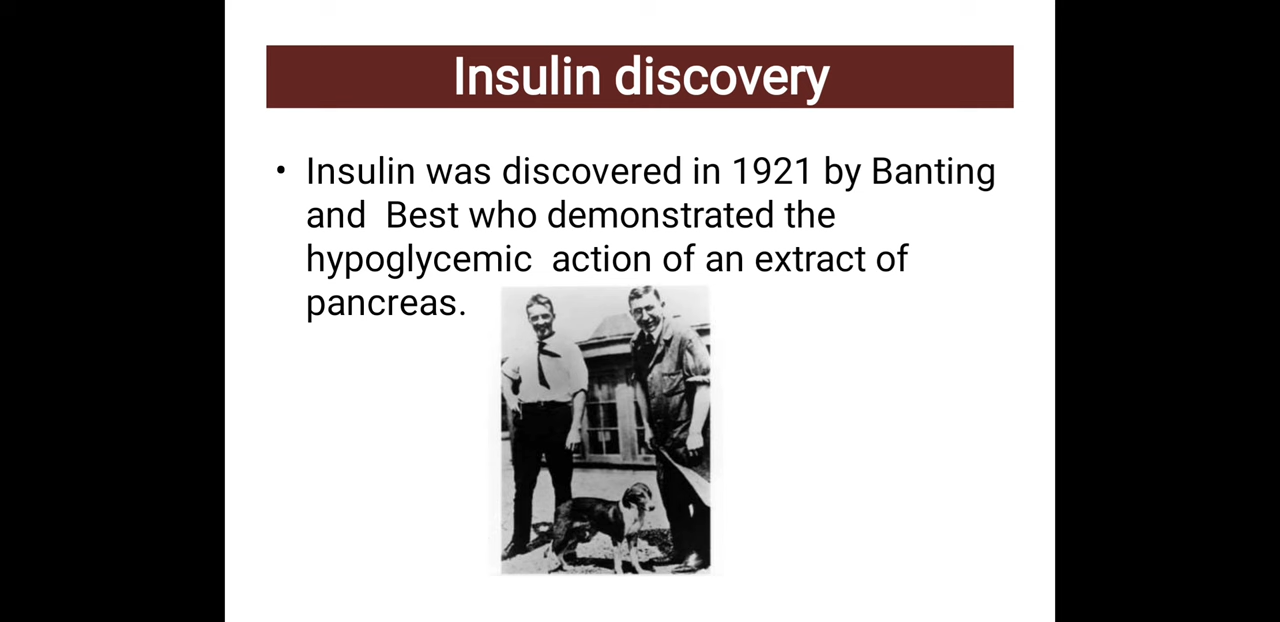 Insulin discovery
• Insulin was discovered in 1921 by Banting
and  Best who demonstrated the
hypoglycemic  action of an extract of
pancreas.